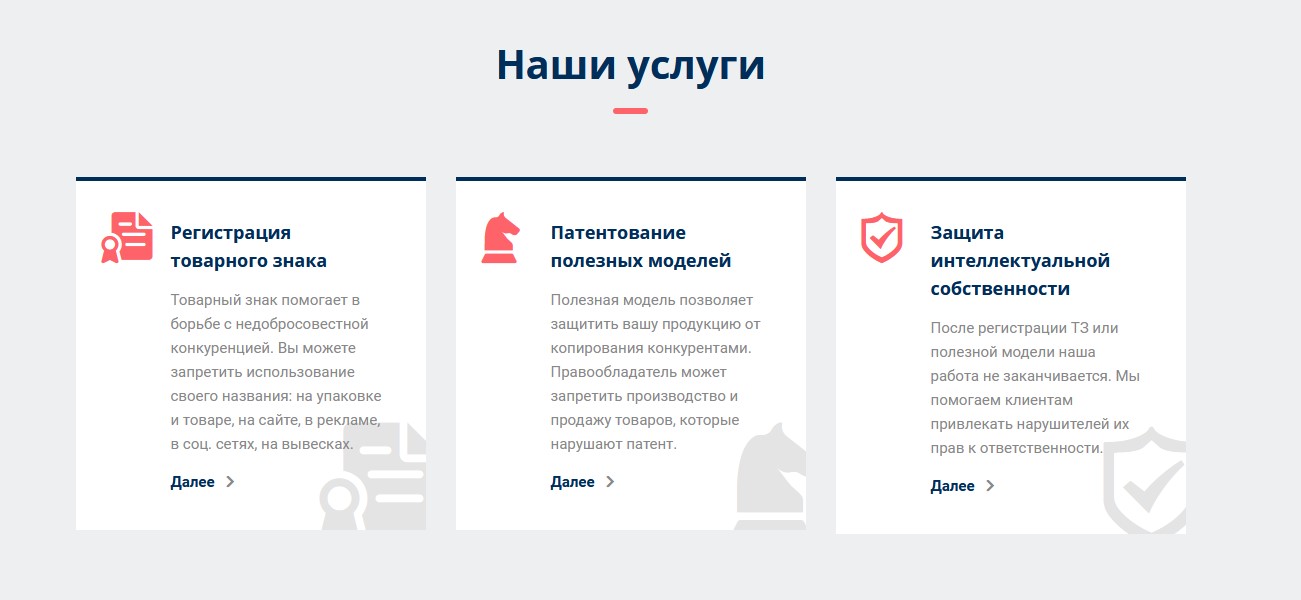 Наши услуги
Регистрация
товарного знака
Товарный знак помогает в
борьбе с недобросовестной
конкуренцией. Вы можете
запретить использование
своего названия: на упаковке
и товаре, на сайте, в рекламе,
в соц. сетях, на вывесках.
Далее
Патентование
полезных моделей
Полезная модель позволяет
защитить вашу продукцию от
копирования конкурентами.
Правообладатель может
запретить производство и
продажу товаров, которые
нарушают патент.
Далее
Защита
интеллектуальной
собственности
После регистрации ТЗ или
полезной модели наша
работа не заканчивается. Мы
помогаем клиентам
привлекать нарушителей их
прав к ответственности.
Далее